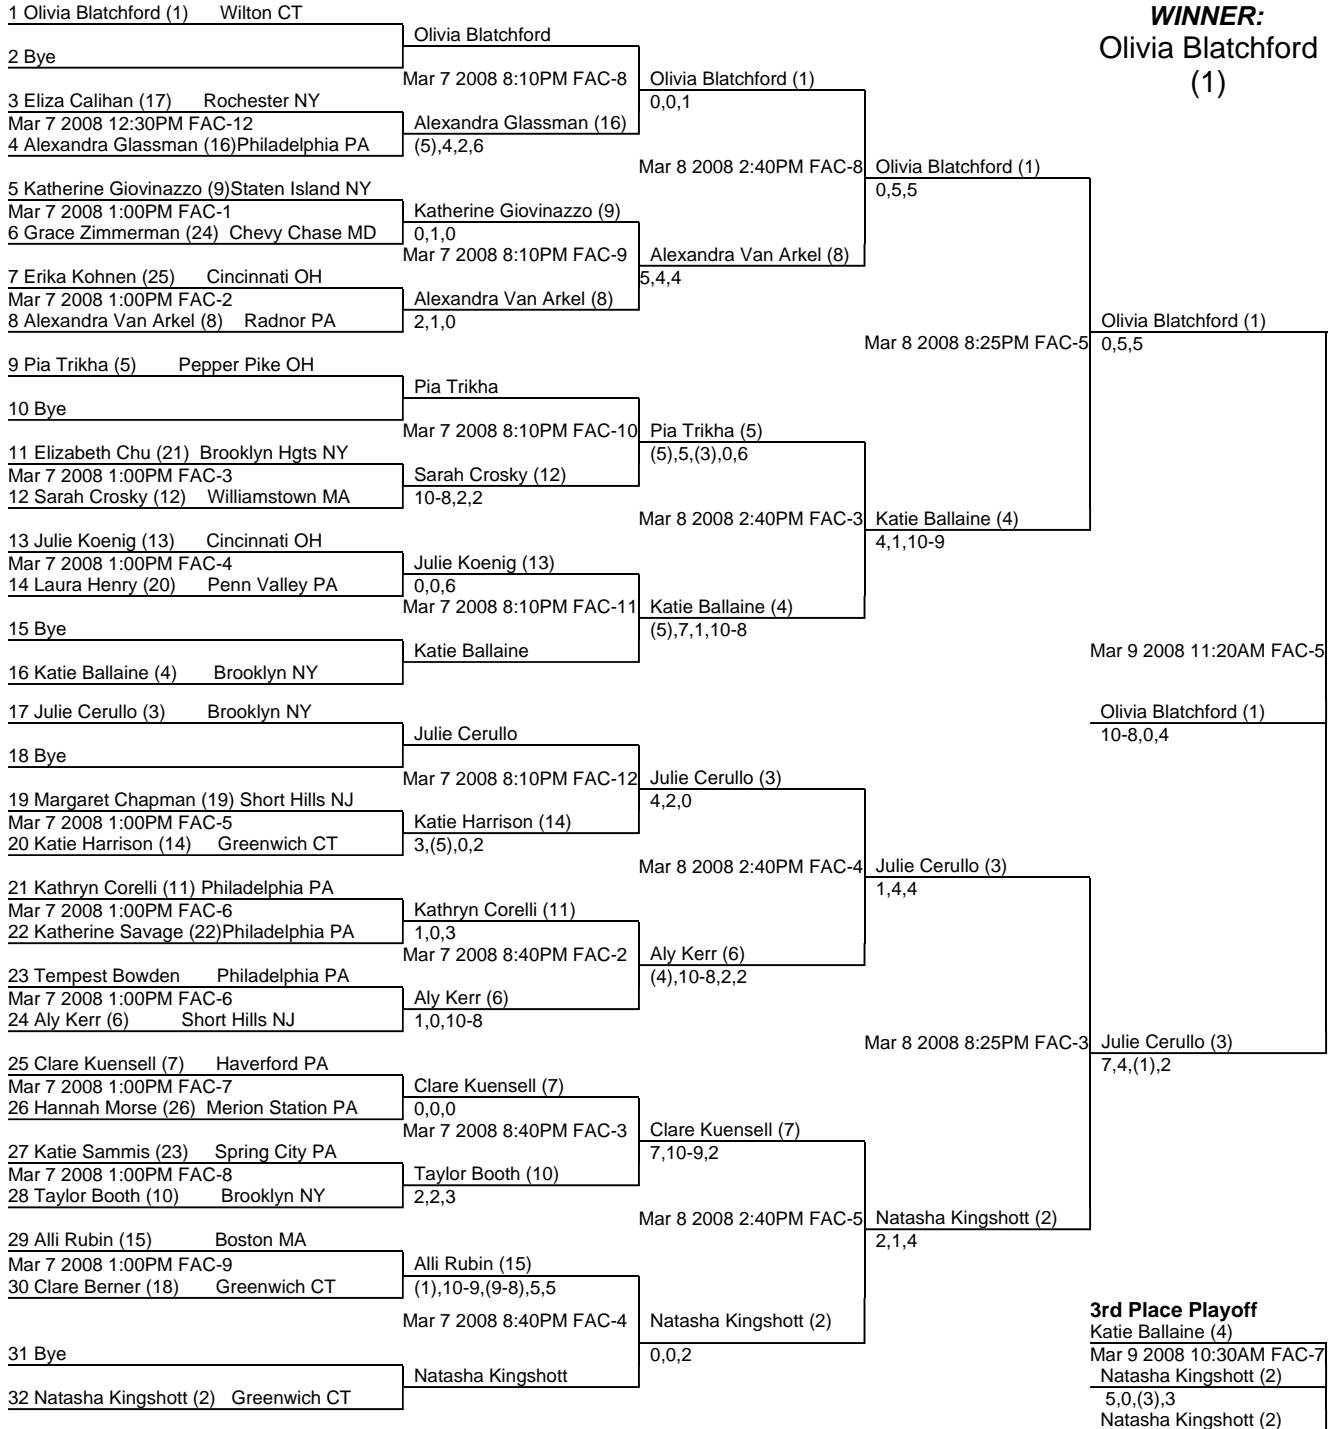 1 Olivia Blatchford (1) Wilton CT
2 Bye
3 Eliza Calihan (17) Rochester NY
Mar 7 2008 12:30PM FAC-12
4 Alexandra Glassman (16)Philadelphia PA
5 Katherine Giovinazzo (9)Staten Island NY
Mar 7 2008 1:00PM FAC-1
6 Grace Zimmerman (24) Chevy Chase MD
7 Erika Kohnen (25) Cincinnati OH
Mar 7 2008 1:00PM FAC-2
8 Alexandra Van Arkel (8) Radnor PA
9 Pia Trikha (5) Pepper Pike OH
10 Bye
11 Elizabeth Chu (21) Brooklyn Hgts NY
Mar 7 2008 1:00PM FAC-3
12 Sarah Crosky (12) Williamstown MA
13 Julie Koenig (13) Cincinnati OH
Mar 7 2008 1:00PM FAC-4
14 Laura Henry (20) Penn Valley PA
15 Bye
16 Katie Ballaine (4) Brooklyn NY
17 Julie Cerullo (3) Brooklyn NY
18 Bye
19 Margaret Chapman (19) Short Hills NJ
Mar 7 2008 1:00PM FAC-5
20 Katie Harrison (14) Greenwich CT
21 Kathryn Corelli (11) Philadelphia PA
Mar 7 2008 1:00PM FAC-6
22 Katherine Savage (22)Philadelphia PA
23 Tempest Bowden Philadelphia PA
Mar 7 2008 1:00PM FAC-6
24 Aly Kerr (6) Short Hills NJ
25 Clare Kuensell (7) Haverford PA
Mar 7 2008 1:00PM FAC-7
26 Hannah Morse (26) Merion Station PA
27 Katie Sammis (23) Spring City PA
Mar 7 2008 1:00PM FAC-8
28 Taylor Booth (10) Brooklyn NY
29 Alli Rubin (15) Boston MA
Mar 7 2008 1:00PM FAC-9
30 Clare Berner (18) Greenwich CT
31 Bye
32 Natasha Kingshott (2) Greenwich CT
Olivia Blatchford
Mar 7 2008 8:10PM FAC-8
Alexandra Glassman (16)
(5),4,2,6
Katherine Giovinazzo (9)
0,1,0
Mar 7 2008 8:10PM FAC-9
Alexandra Van Arkel (8)
2,1,0
Pia Trikha
Mar 7 2008 8:10PM FAC-10
Sarah Crosky (12)
10-8,2,2
Julie Koenig (13)
0,0,6
Mar 7 2008 8:10PM FAC-11
Katie Ballaine
Julie Cerullo
Mar 7 2008 8:10PM FAC-12
Katie Harrison (14)
3,(5),0,2
Kathryn Corelli (11)
1,0,3
Mar 7 2008 8:40PM FAC-2
Aly Kerr (6)
1,0,10-8
Clare Kuensell (7)
0,0,0
Mar 7 2008 8:40PM FAC-3
Taylor Booth (10)
2,2,3
Alli Rubin (15)
(1),10-9,(9-8),5,5
Mar 7 2008 8:40PM FAC-4
Natasha Kingshott
Olivia Blatchford (1)
0,0,1
Mar 8 2008 2:40PM FAC-8
Alexandra Van Arkel (8)
5,4,4
Pia Trikha (5)
(5),5,(3),0,6
Mar 8 2008 2:40PM FAC-3
Katie Ballaine (4)
(5),7,1,10-8
Julie Cerullo (3)
4,2,0
Mar 8 2008 2:40PM FAC-4
Aly Kerr (6)
(4),10-8,2,2
Clare Kuensell (7)
7,10-9,2
Mar 8 2008 2:40PM FAC-5
Natasha Kingshott (2)
0,0,2
Olivia Blatchford (1)
0,5,5
Mar 8 2008 8:25PM FAC-5
Katie Ballaine (4)
4,1,10-9
Julie Cerullo (3)
1,4,4
Mar 8 2008 8:25PM FAC-3
Natasha Kingshott (2)
2,1,4
WINNER:
Olivia Blatchford
(1)
Olivia Blatchford (1)
0,5,5
Mar 9 2008 11:20AM FAC-5
Olivia Blatchford (1)
10-8,0,4
Julie Cerullo (3)
7,4,(1),2
3rd Place Playoff
Katie Ballaine (4)
Mar 9 2008 10:30AM FAC-7
Natasha Kingshott (2)
5,0,(3),3
Natasha Kingshott (2)